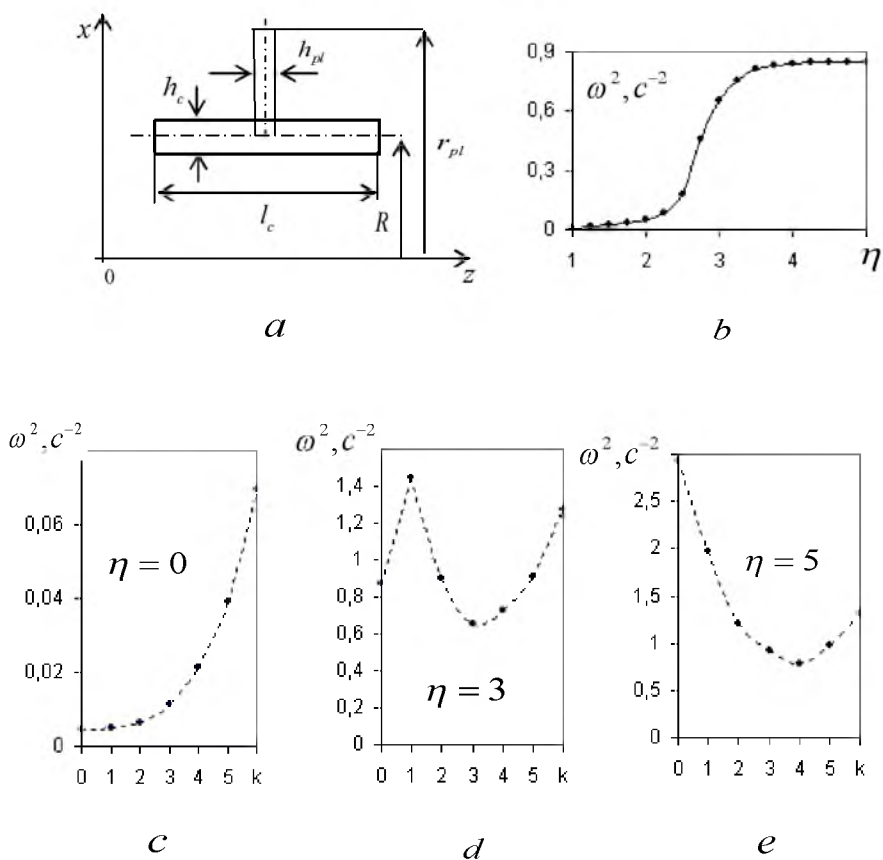 x
h_pl
h_c
r_pl
l_c
R
0
z
a
ω², c⁻²
0,9
0,6
0,3
0
1
2
3
4
η
b
ω², c⁻²
0,06
0,04
0,02
0
η = 0
0 1 2 3 4 5 k
c
ω², c⁻²
1,4
1,2
1
0,8
0,6
0,4
0,2
0
η = 3
0 1 2 3 4 5 k
d
ω², c⁻²
2,5
2
1,5
1
0,5
0
η = 5
0 1 2 3 4 5 k
e